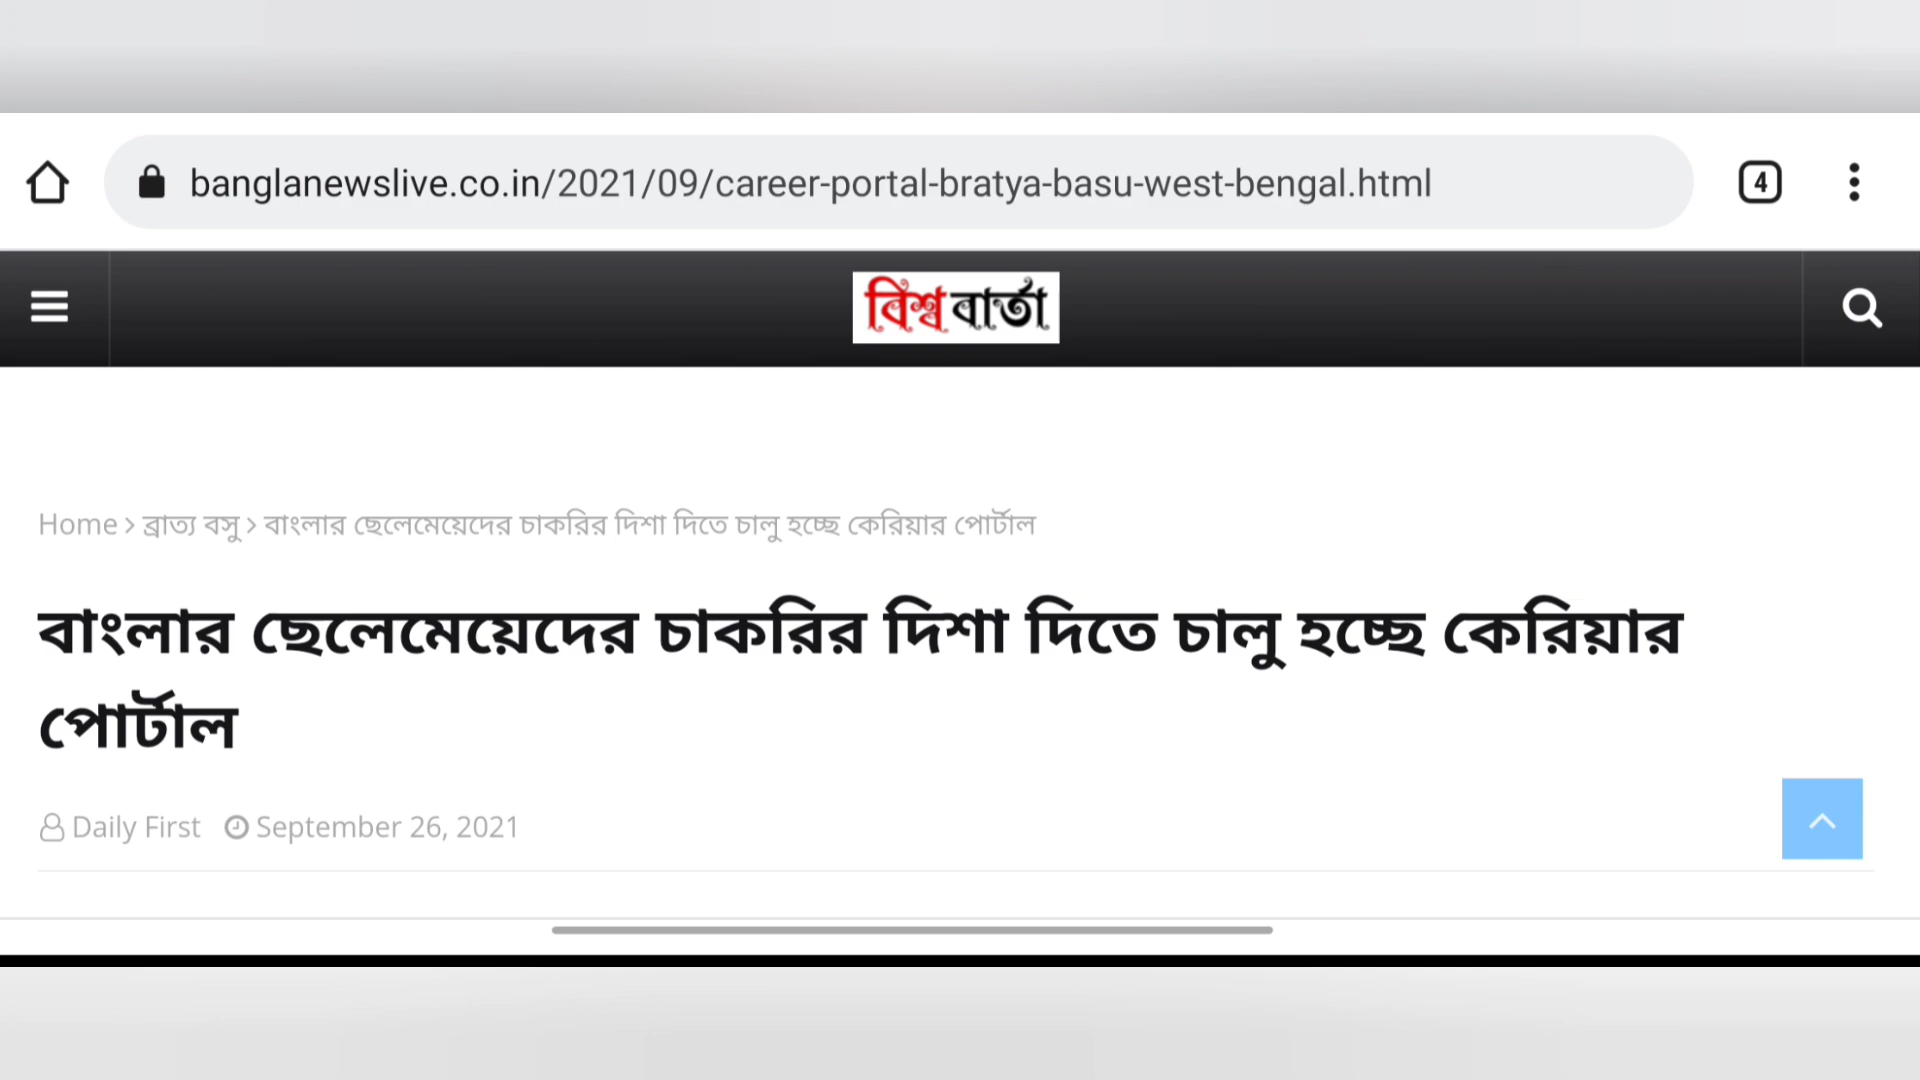 banglanewslive.co.in/2021/09/career-portal-bratya-basu-west-bengal.html
4
বিশ্ব বার্তা
Home > ব্রাত্য বসু > বাংলার ছেলেমেয়েদের চাকরির দিশা দিতে চালু হচ্ছে কেরিয়ার পোর্টাল
বাংলার ছেলেমেয়েদের চাকরির দিশা দিতে চালু হচ্ছে কেরিয়ার
পোর্টাল
Daily First September 26, 2021